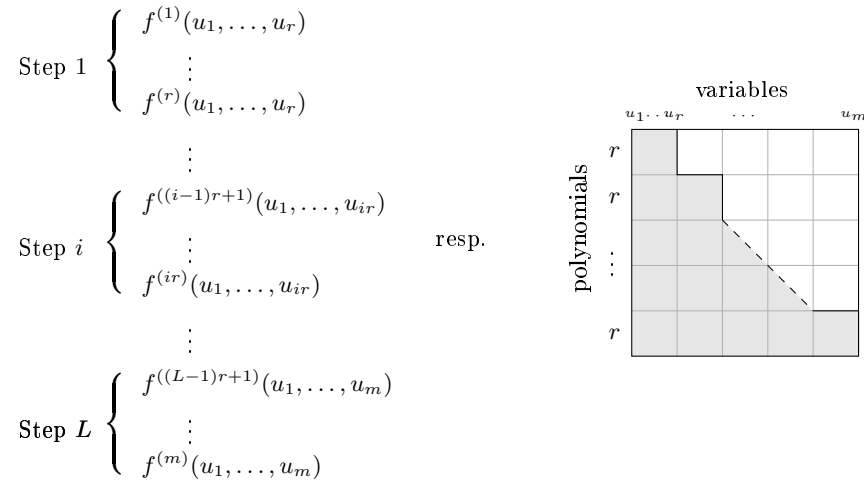 Step 1
f^{(1)}(u_1, . . . , u_r)
⋮
f^{(r)}(u_1, . . . , u_r)
⋮
Step i
f^{((i−1)r+1)}(u_1, . . . , u_{ir})
⋮
f^{(ir)}(u_1, . . . , u_{ir})
⋮
Step L
f^{((L−1)r+1)}(u_1, . . . , u_m)
⋮
f^{(m)}(u_1, . . . , u_m)
resp.
variables
u_1 . . u_r . . . u_m
polynomials
r
r
⋮
r